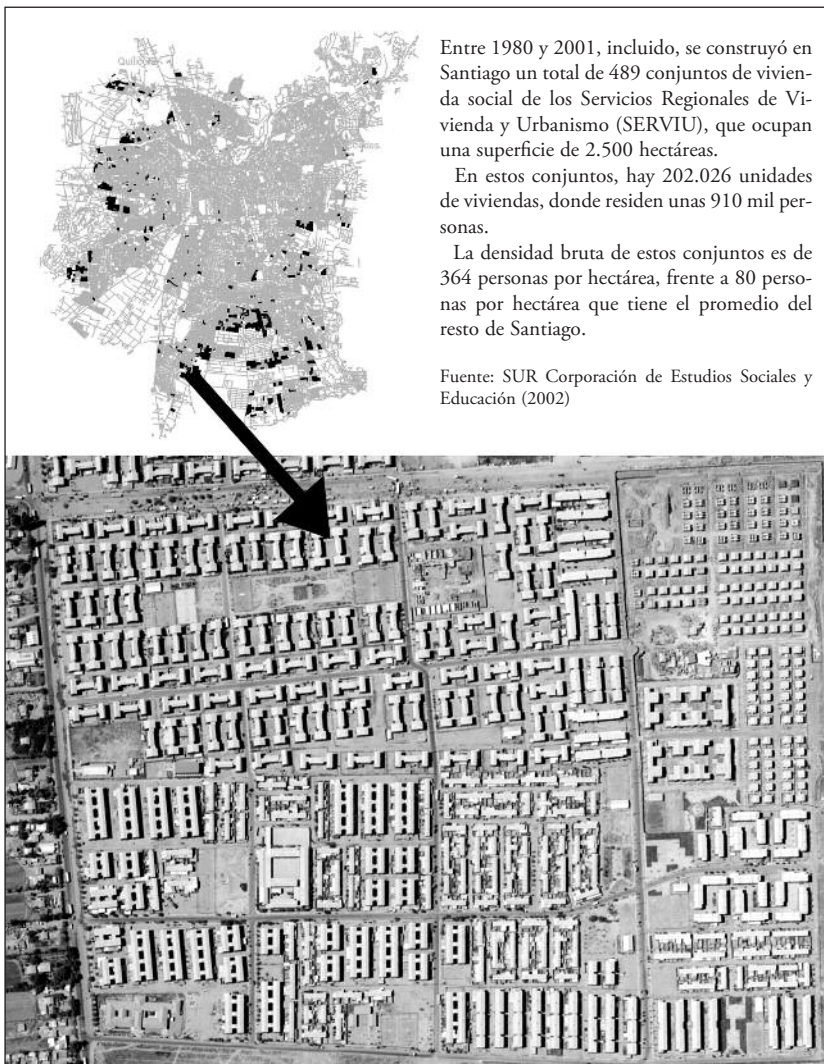 Entre 1980 y 2001, incluido, se construyó en
Santiago un total de 489 conjuntos de vivien-
da social de los Servicios Regionales de Vi-
vienda y Urbanismo (SERVIU), que ocupan
una superficie de 2.500 hectáreas.
En estos conjuntos, hay 202.026 unidades
de viviendas, donde residen unas 910 mil per-
sonas.
La densidad bruta de estos conjuntos es de
364 personas por hectárea, frente a 80 perso-
nas por hectárea que tiene el promedio del
resto de Santiago.
Fuente: SUR Corporación de Estudios Sociales y
Educación (2002)